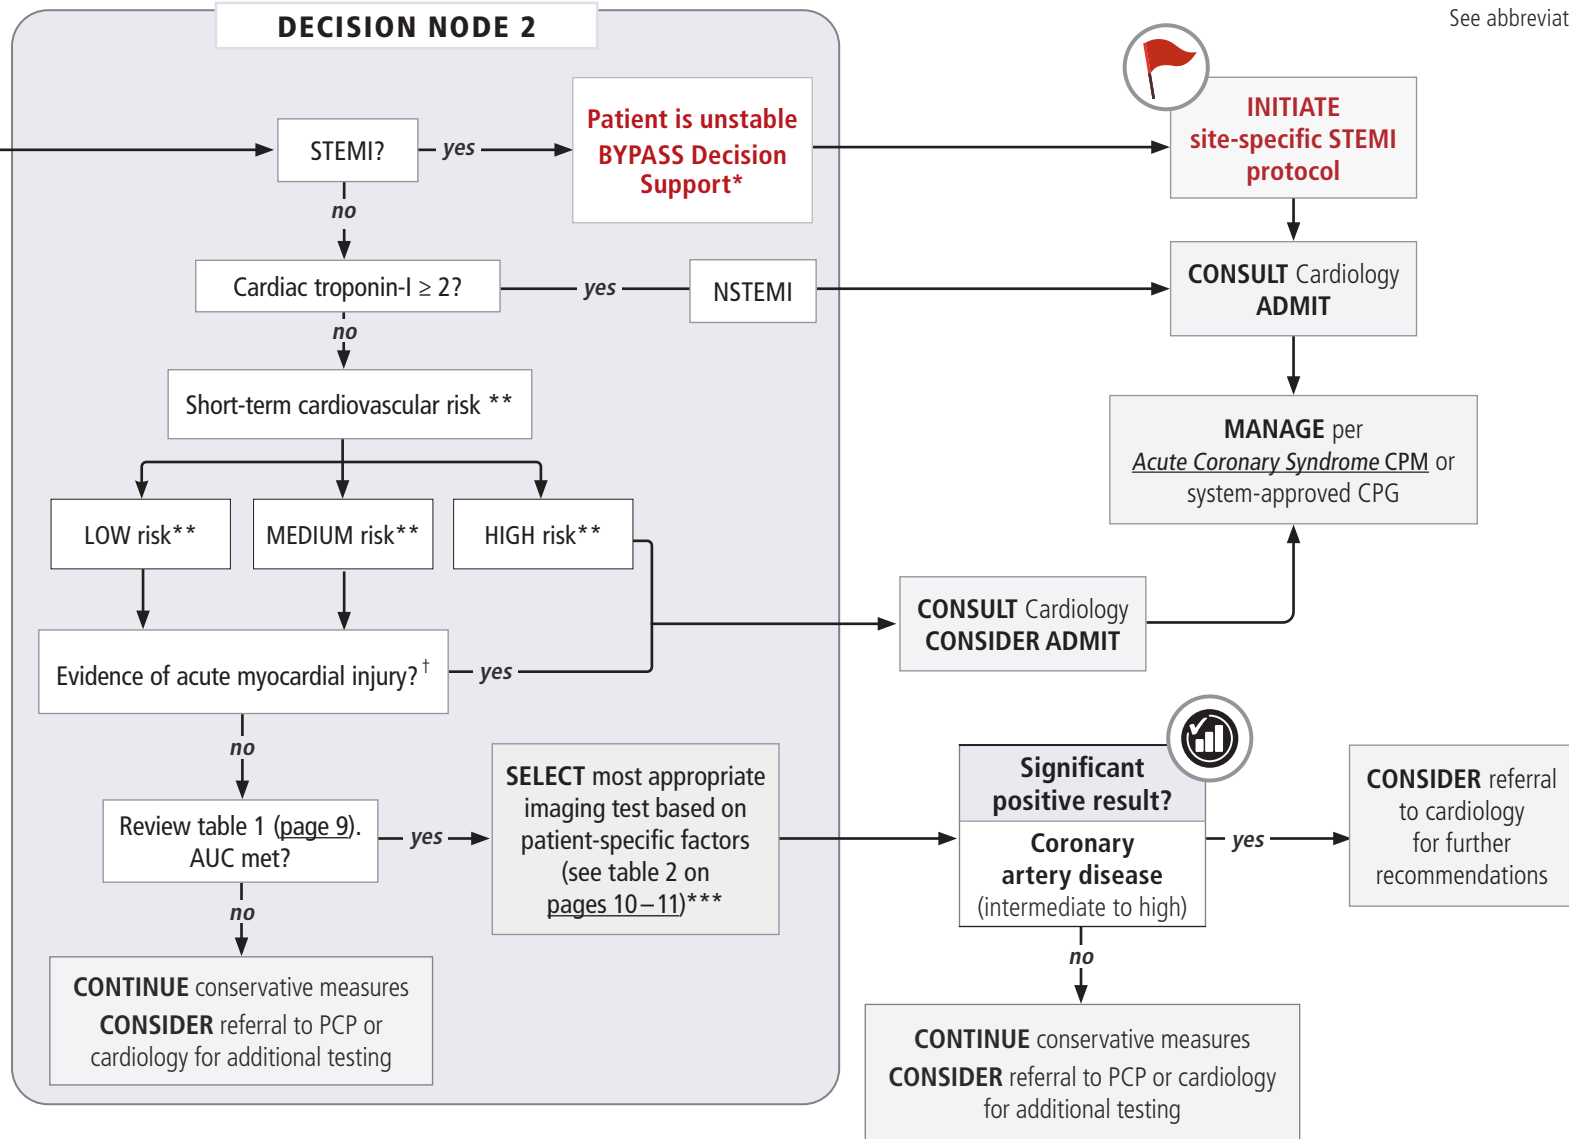 DECISION NODE 2
See abbreviat
STEMI?
yes
Patient is unstable
BYPASS Decision
Support*
INITIATE
site-specific STEMI
protocol
no
Cardiac troponin-I ≥ 2?
yes
NSTEMI
CONSULT Cardiology
ADMIT
no
Short-term cardiovascular risk **
MANAGE per
Acute Coronary Syndrome CPM or
system-approved CPG
LOW risk**
MEDIUM risk**
HIGH risk**
CONSULT Cardiology
CONSIDER ADMIT
Evidence of acute myocardial injury?†
yes
no
Review table 1 (page 9).
AUC met?
yes
SELECT most appropriate
imaging test based on
patient-specific factors
(see table 2 on
pages 10–11)***
Significant
positive result?
Coronary
artery disease
(intermediate to high)
yes
CONSIDER referral
to cardiology
for further
recommendations
no
CONTINUE conservative measures
CONSIDER referral to PCP or
cardiology for additional testing
no
CONTINUE conservative measures
CONSIDER referral to PCP or cardiology
for additional testing